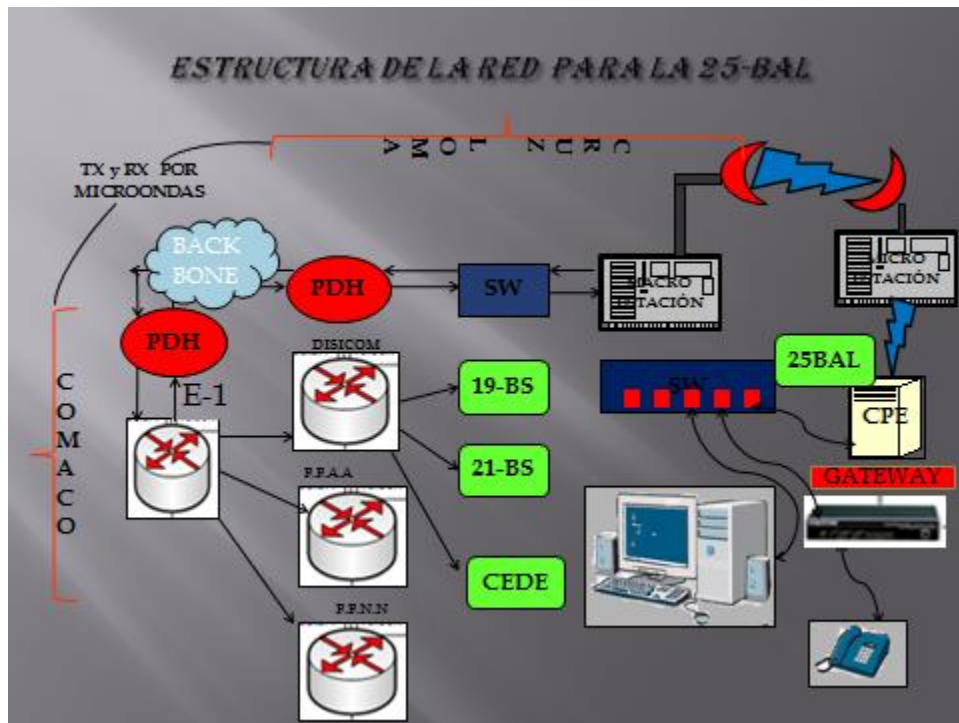 ESTRUCTURA DE LA RED PARA LA 25-BAL
CRUZ LOMA
TX y RX POR
MICROONDAS
BACK
BONE
PDH
SW
MACRO
ESTACIÓN
MICRO
ESTACIÓN
PDH
E-1
COMACO
DISICOM
19-BS
21-BS
CEDE
F.F.A.A
F.F.N.N
25BAL
SW
CPE
GATEWAY